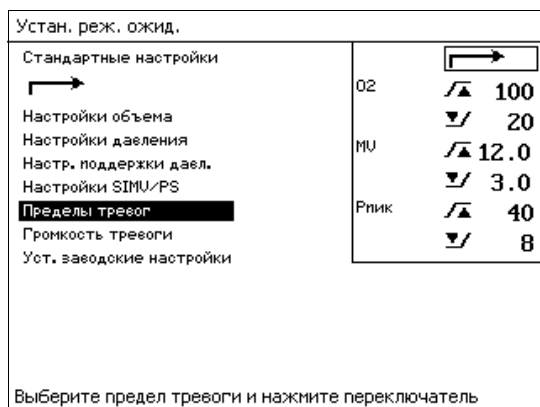 Устан. реж. ожид.
Стандартные настройки
Настройки объема
Настройки давления
Настр. поддержки давл.
Настройки SIMV/PS
Пределы тревог
Громкость тревоги
Уст. заводские настройки
O2 100
20
MV 12.0
3.0
Pпик 40
8
Выберите предел тревоги и нажмите переключатель